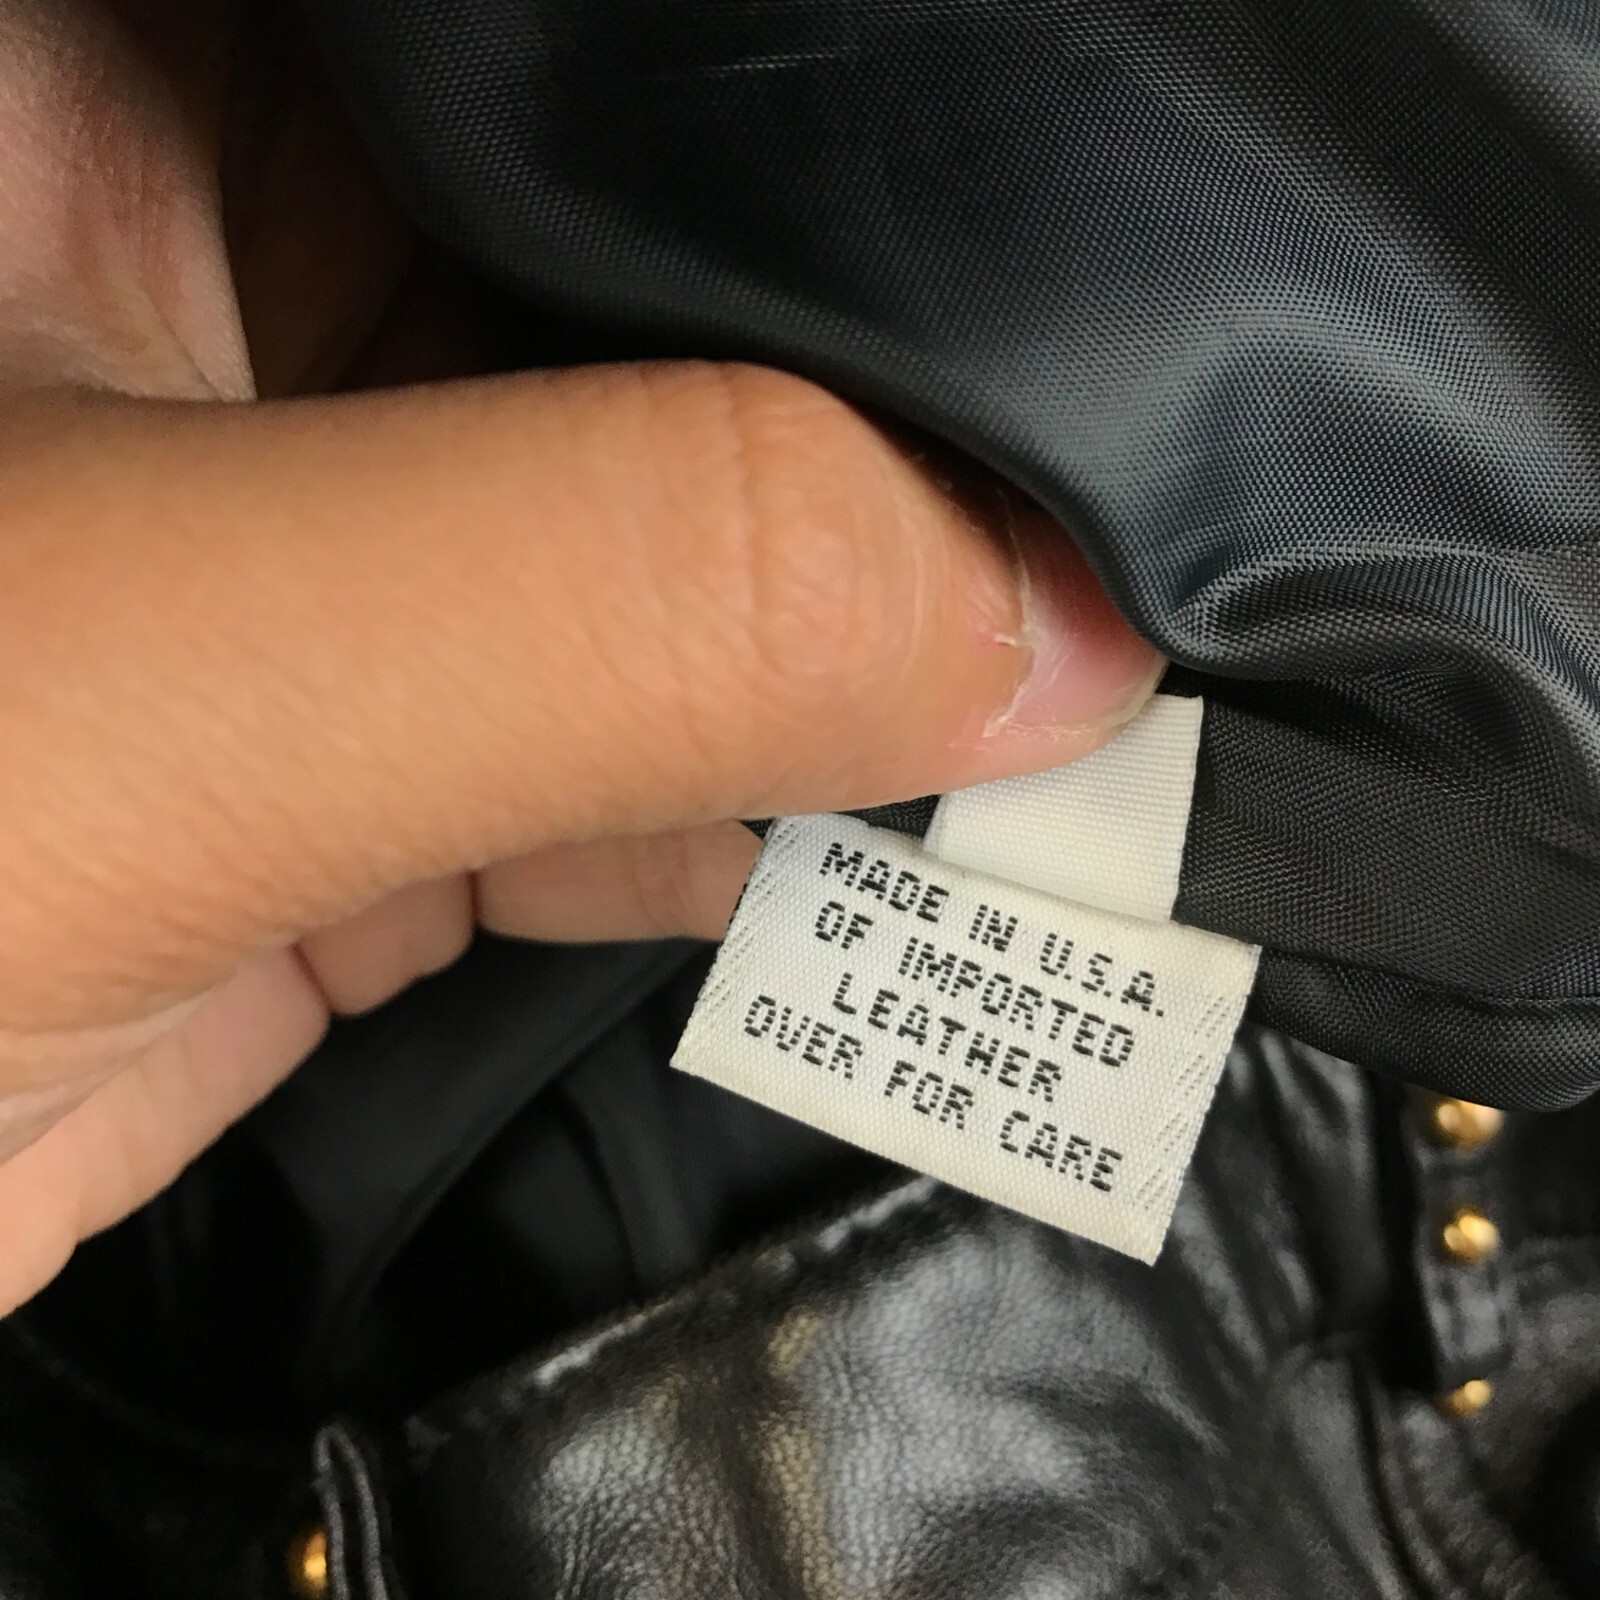 MADE IN U.S.A.
OF IMPORTED
LEATHER
OVER FOR CARE